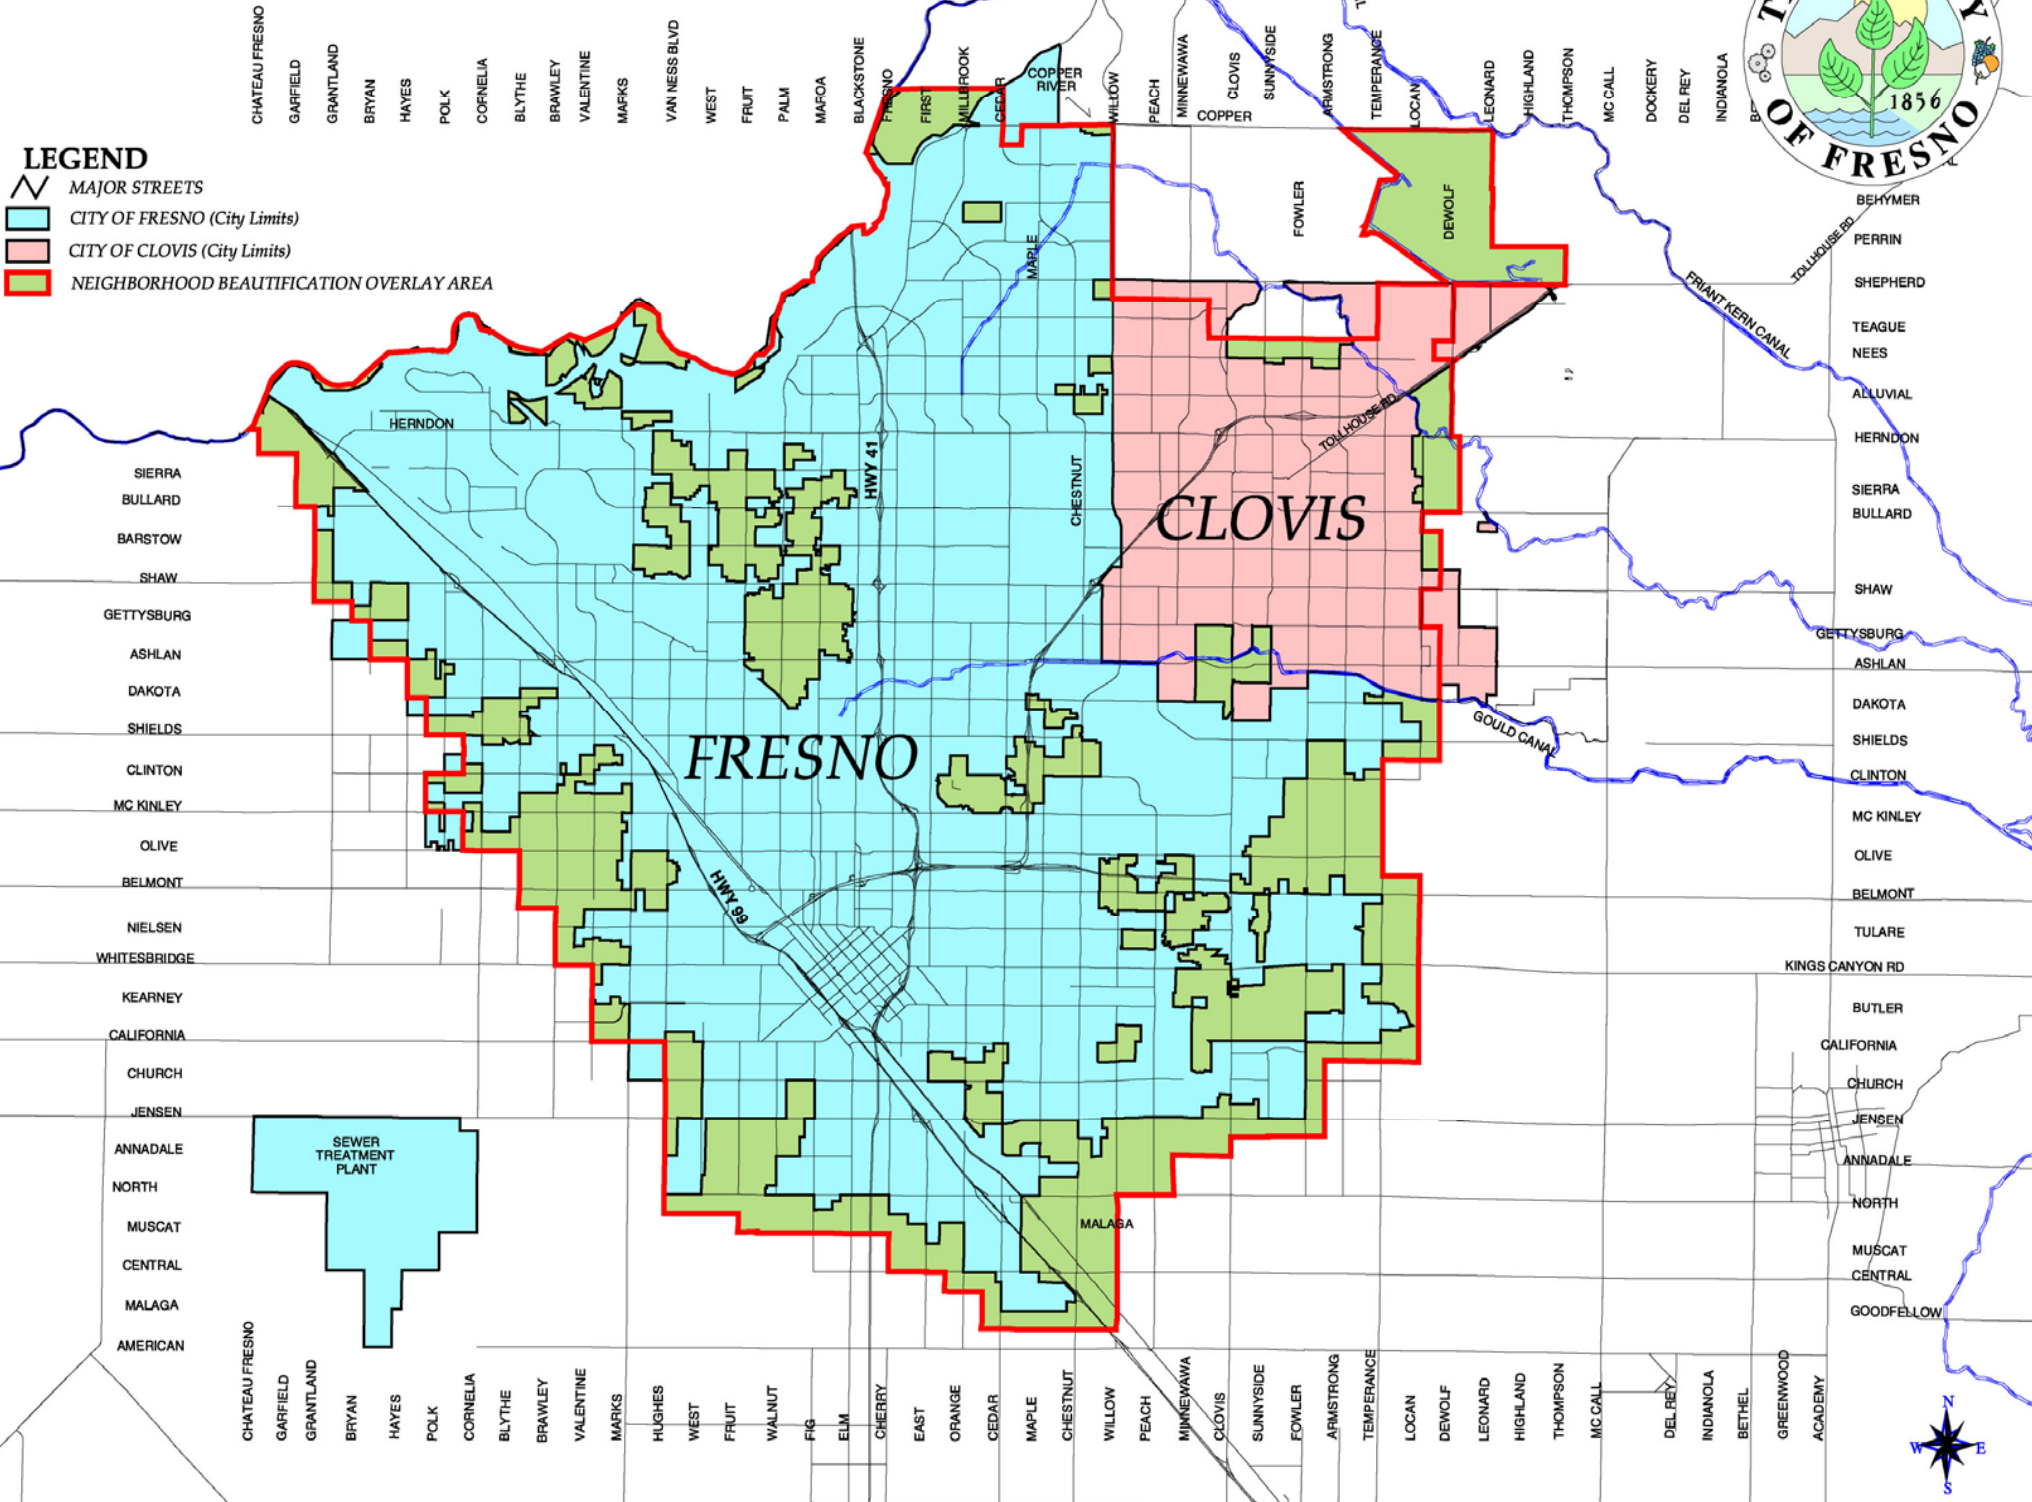 CHATEAU FRESNO
GARFIELD
GRANTLAND
BRYAN
HAYES
POLK
CORNELIA
BLYTHE
BRAWLEY
VALENTINE
MARKS
VAN NESS BLVD
WEST
FRUIT
PALM
MAROA
BLACKSTONE
FRESNO
FIRST
MILLBROOK
CEDAR
COPPER
RIVER
WILLOW
PEACH
MINNEWAWA
CLOVIS
SUNNYSIDE
ARMSTRONG
TEMPERANCE
LOCAN
LEONARD
HIGHLAND
THOMPSON
MC CALL
DOCKERY
DEL REY
INDIANOLA
COPPER
1856
OF FRESNO
LEGEND
MAJOR STREETS
CITY OF FRESNO (City Limits)
CITY OF CLOVIS (City Limits)
NEIGHBORHOOD BEAUTIFICATION OVERLAY AREA
FOWLER
DEWOLF
MAPLE
BEHYMER
PERRIN
SHEPHERD
TEAGUE
NEES
ALLUVIAL
HERNDON
SIERRA
BULLARD
SHAW
GETTYSBURG
ASHLAN
DAKOTA
SHIELDS
CLINTON
MC KINLEY
OLIVE
BELMONT
TULARE
KINGS CANYON RD
BUTLER
CALIFORNIA
CHURCH
JENSEN
ANNADALE
NORTH
MUSCAT
CENTRAL
GOODFELLOW
TOLLHOUSE RD
FRIANT KERN CANAL
TOLLHOUSE RD
HERNDON
HWY 41
CHESTNUT
CLOVIS
FRESNO
GOULD CANAL
HWY 99
MALAGA
SIERRA
BULLARD
BARSTOW
SHAW
GETTYSBURG
ASHLAN
DAKOTA
SHIELDS
CLINTON
MC KINLEY
OLIVE
BELMONT
NIELSEN
WHITESBRIDGE
KEARNEY
CALIFORNIA
CHURCH
JENSEN
ANNADALE
NORTH
MUSCAT
CENTRAL
MALAGA
AMERICAN
SEWER
TREATMENT
PLANT
CHATEAU FRESNO
GARFIELD
GRANTLAND
BRYAN
HAYES
POLK
CORNELIA
BLYTHE
BRAWLEY
VALENTINE
MARKS
HUGHES
WEST
FRUIT
WALNUT
FIG
ELM
CHERRY
EAST
ORANGE
CEDAR
MAPLE
CHESTNUT
WILLOW
PEACH
MINNEWAWA
CLOVIS
SUNNYSIDE
FOWLER
ARMSTRONG
TEMPERANCE
LOCAN
DEWOLF
LEONARD
HIGHLAND
THOMPSON
MC CALL
DEL REY
INDIANOLA
BETHEL
GREENWOOD
ACADEMY
N
W
E
S